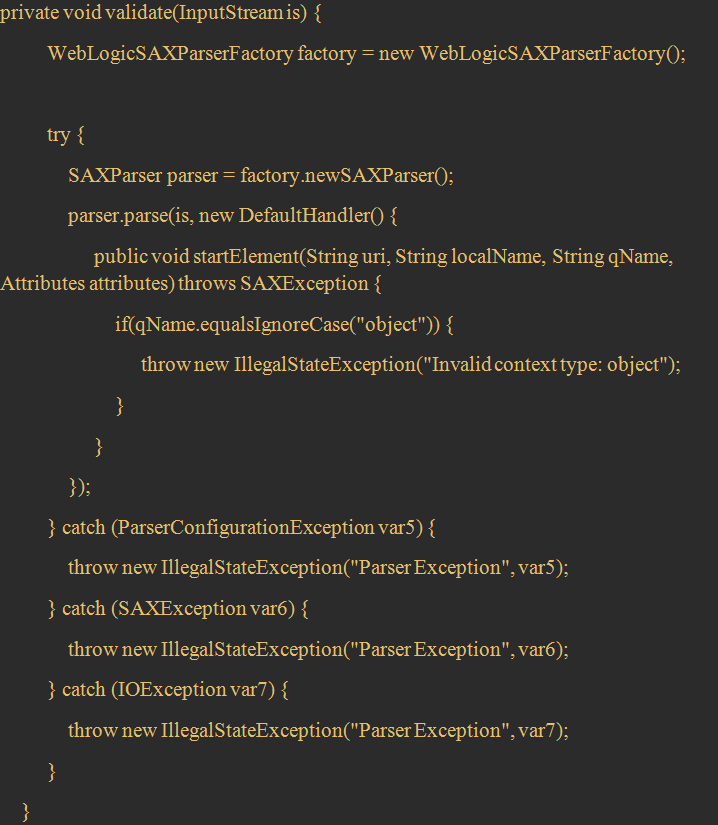 private void validate(InputStream is) {
WebLogicSAXParserFactory factory = new WebLogicSAXParserFactory();
try {
SAXParser parser = factory.newSAXParser();
parser.parse(is, new DefaultHandler() {
public void startElement(String uri, String localName, String qName,
Attributes attributes) throws SAXException {
if(qName.equalsIgnoreCase("object")) {
throw new IllegalStateException("Invalid context type: object");
}
}
});
} catch (ParserConfigurationException var5) {
throw new IllegalStateException("Parser Exception", var5);
} catch (SAXException var6) {
throw new IllegalStateException("Parser Exception", var6);
} catch (IOException var7) {
throw new IllegalStateException("Parser Exception", var7);
}
}